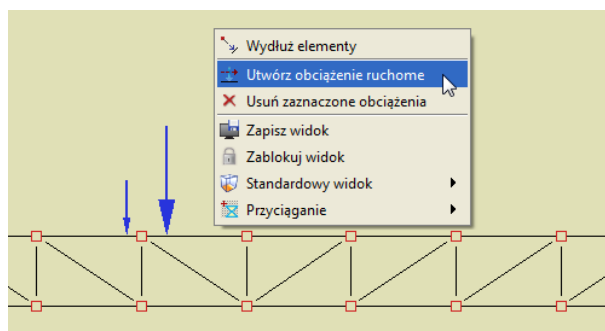 Wydłuż elementy
Utwórz obciążenie ruchome
Usuń zaznaczone obciążenia
Zapisz widok
Zablokuj widok
Standardowy widok
Przyciąganie